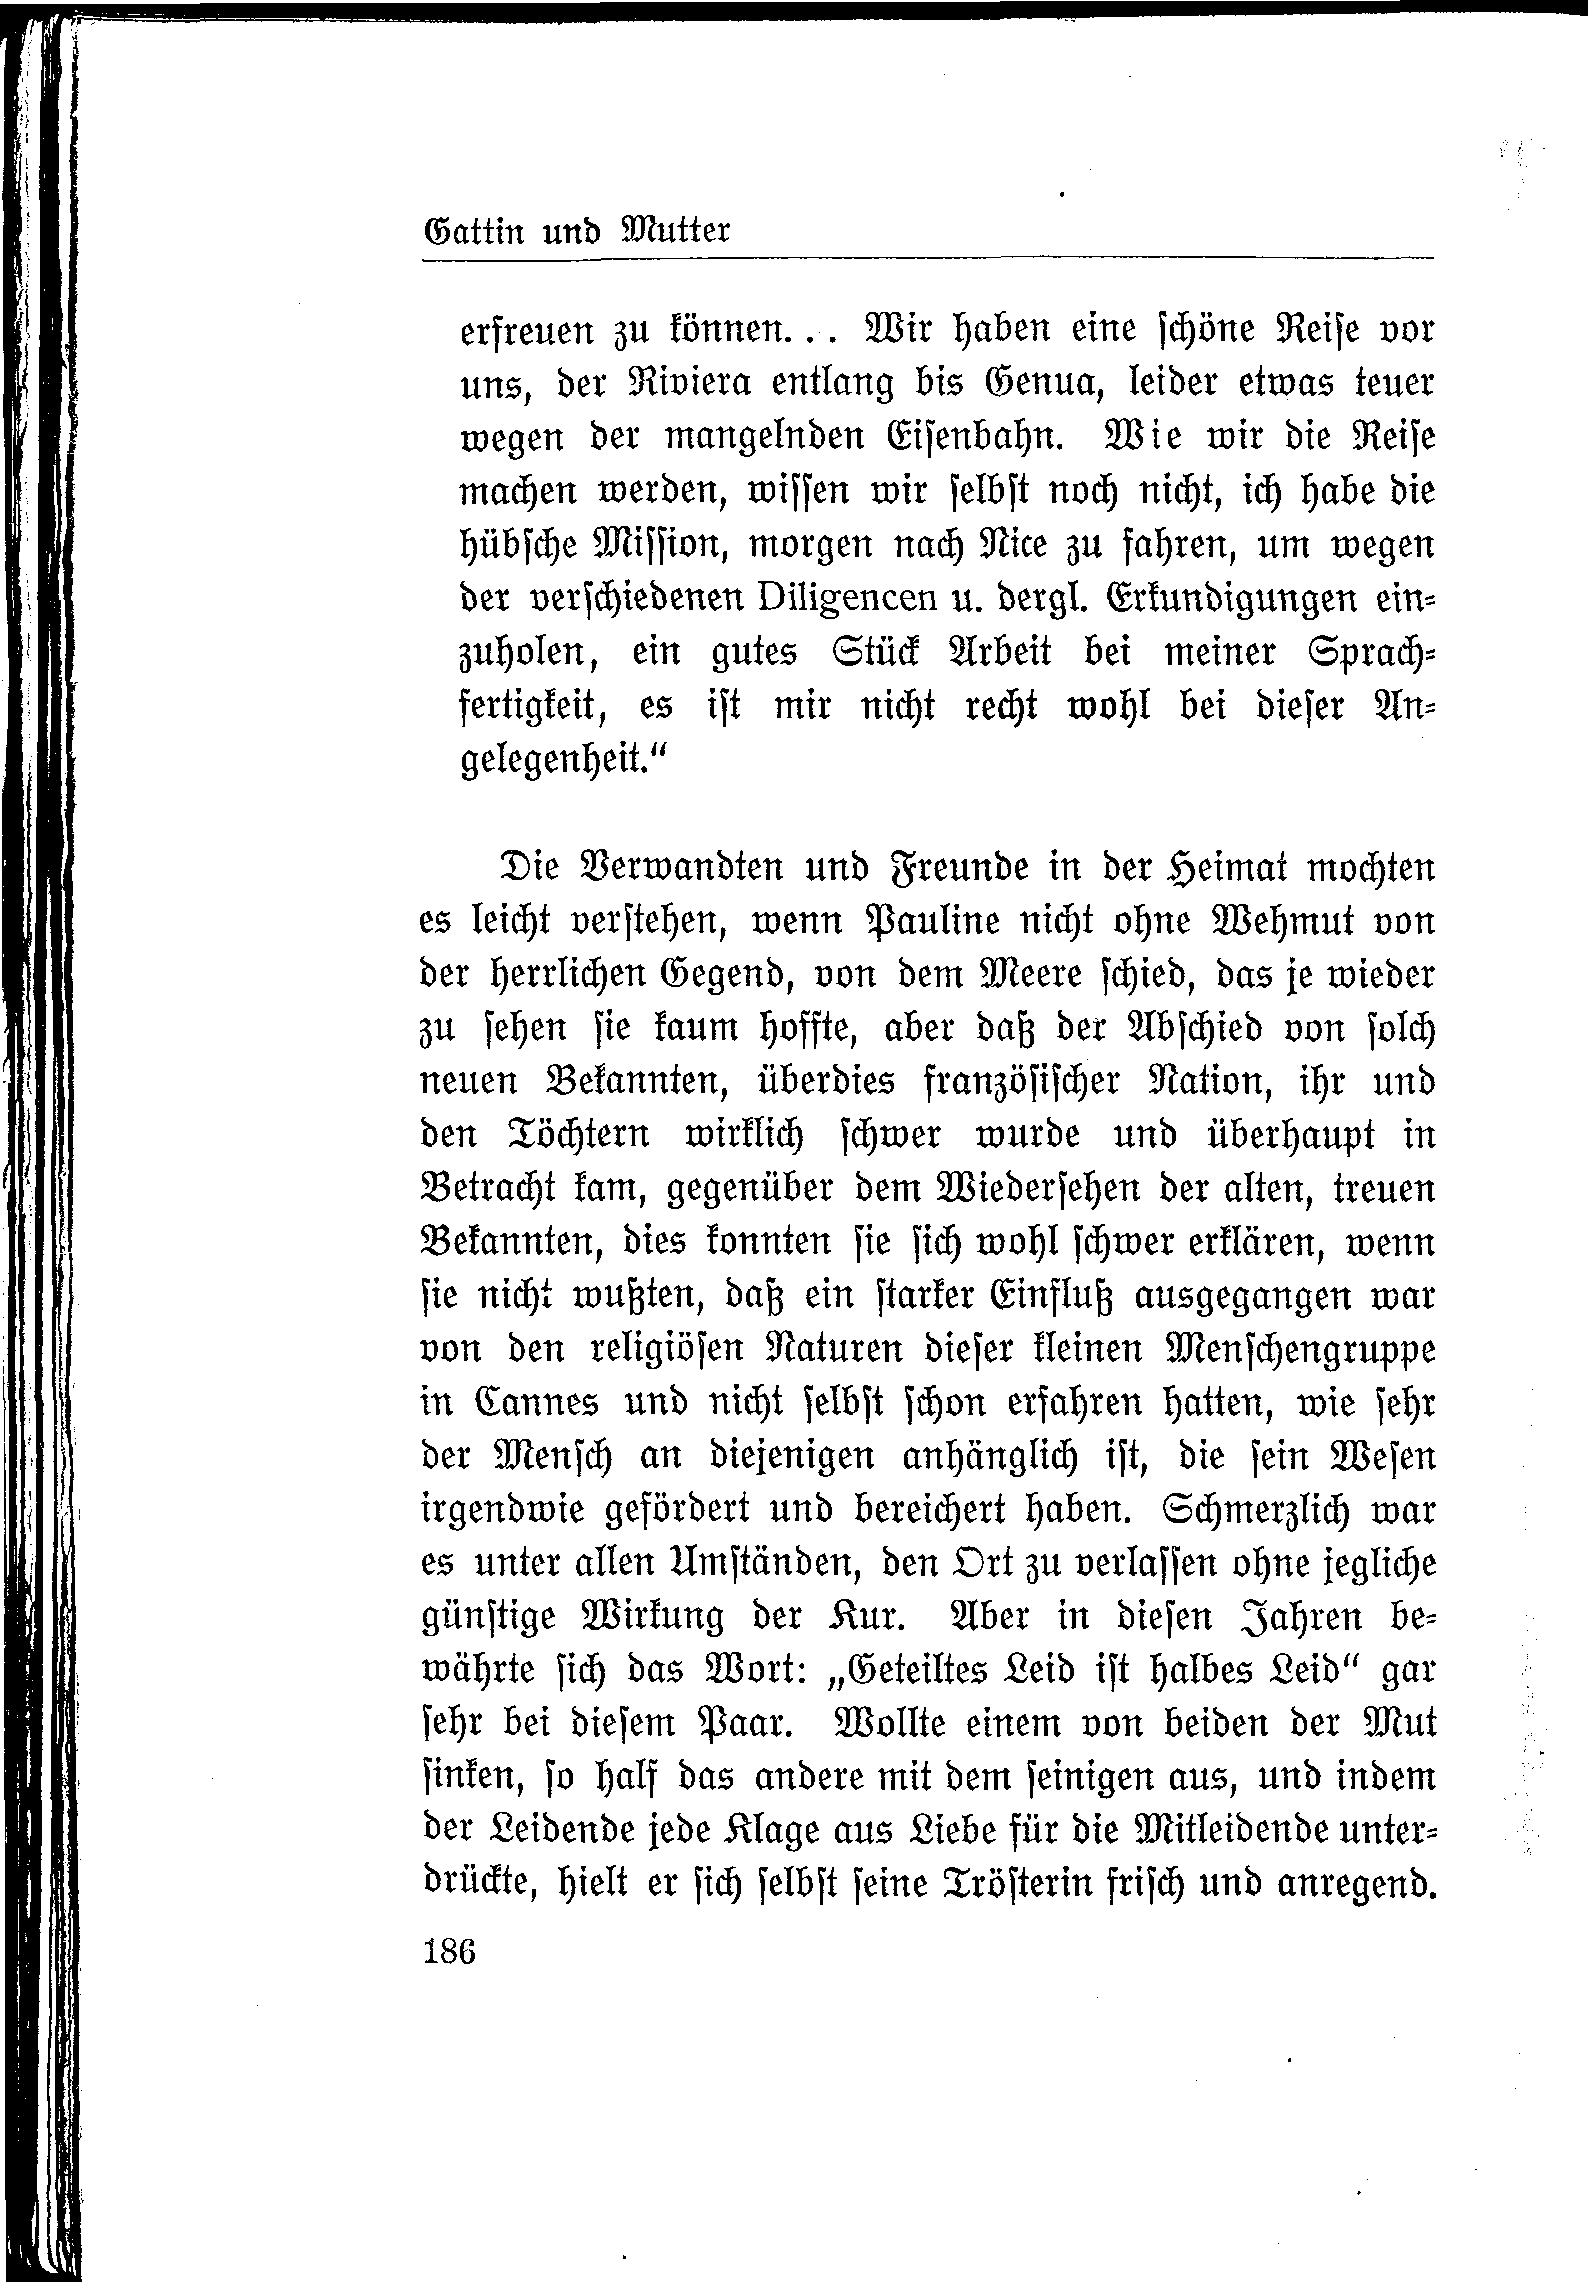 Gattin und Mutter
erfreuen zu können... Wir haben eine schöne Reise vor
uns, der Riviera entlang bis Genua, leider etwas teuer
wegen der mangelnden Eisenbahn. Wie wir die Reise
machen werden, wissen wir selbst noch nicht, ich habe die
hübsche Mission, morgen nach Nice zu fahren, um wegen
der verschiedenen Diligencen u. dergl. Erkundigungen ein-
zuholen, ein gutes Stück Arbeit bei meiner Sprach-
fertigkeit, es ist mir nicht recht wohl bei dieser An-
gelegenheit.“
Die Verwandten und Freunde in der Heimat mochten
es leicht verstehen, wenn Pauline nicht ohne Wehmut von
der herrlichen Gegend, von dem Meere schied, das je wieder
zu sehen sie kaum hoffte, aber daß der Abschied von solch
neuen Bekannten, überdies französischer Nation, ihr und
den Töchtern wirklich schwer wurde und überhaupt in
Betracht kam, gegenüber dem Wiedersehen der alten, treuen
Bekannten, dies konnten sie sich wohl schwer erklären, wenn
sie nicht wußten, daß ein starker Einfluß ausgegangen war
von den religiösen Naturen dieser kleinen Menschengruppe
in Cannes und nicht selbst schon erfahren hatten, wie sehr
der Mensch an diejenigen anhänglich ist, die sein Wesen
irgendwie gefördert und bereichert haben. Schmerzlich war
es unter allen Umständen, den Ort zu verlassen ohne jegliche
günstige Wirkung der Kur. Aber in diesen Jahren be-
währte sich das Wort: „Geteiltes Leid ist halbes Leid“ gar
sehr bei diesem Paar. Wollte einem von beiden der Mut
sinken, so half das andere mit dem seinigen aus, und indem
der Leidende jede Klage aus Liebe für die Mitleidende unter-
drückte, hielt er sich selbst seine Trösterin frisch und anregend.
186